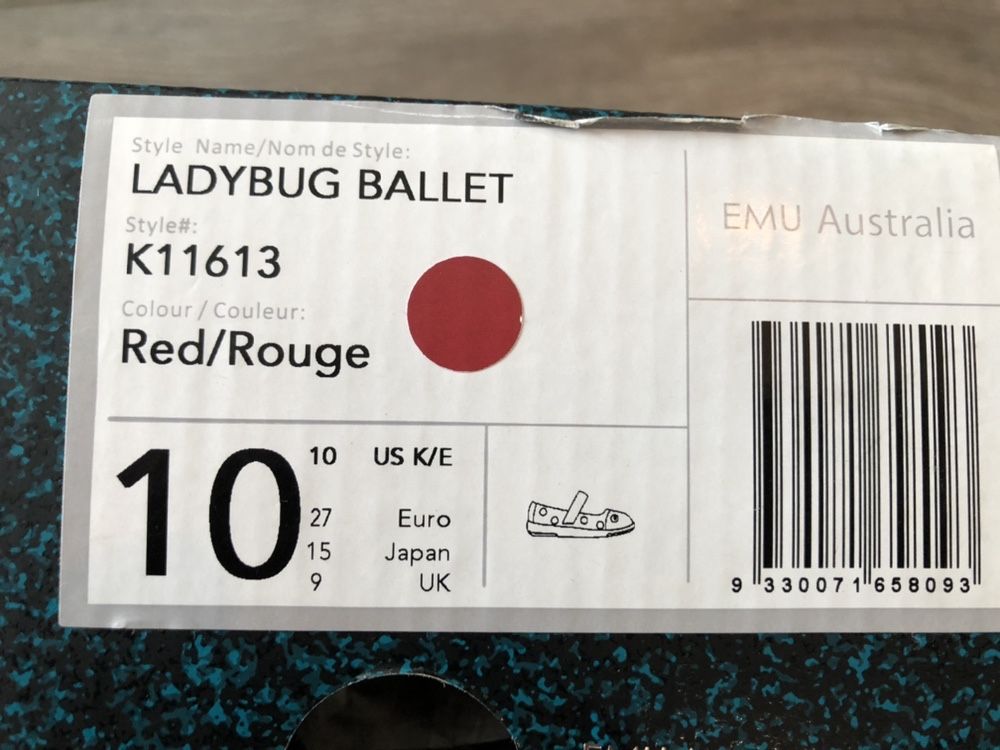 Style Name/Nom de Style:
LADYBUG BALLET
Style#:
K11613
Colour / Couleur:
Red/Rouge
EMU Australia
10
10 US K/E
27 Euro
15 Japan
9 UK
9 330071 658093